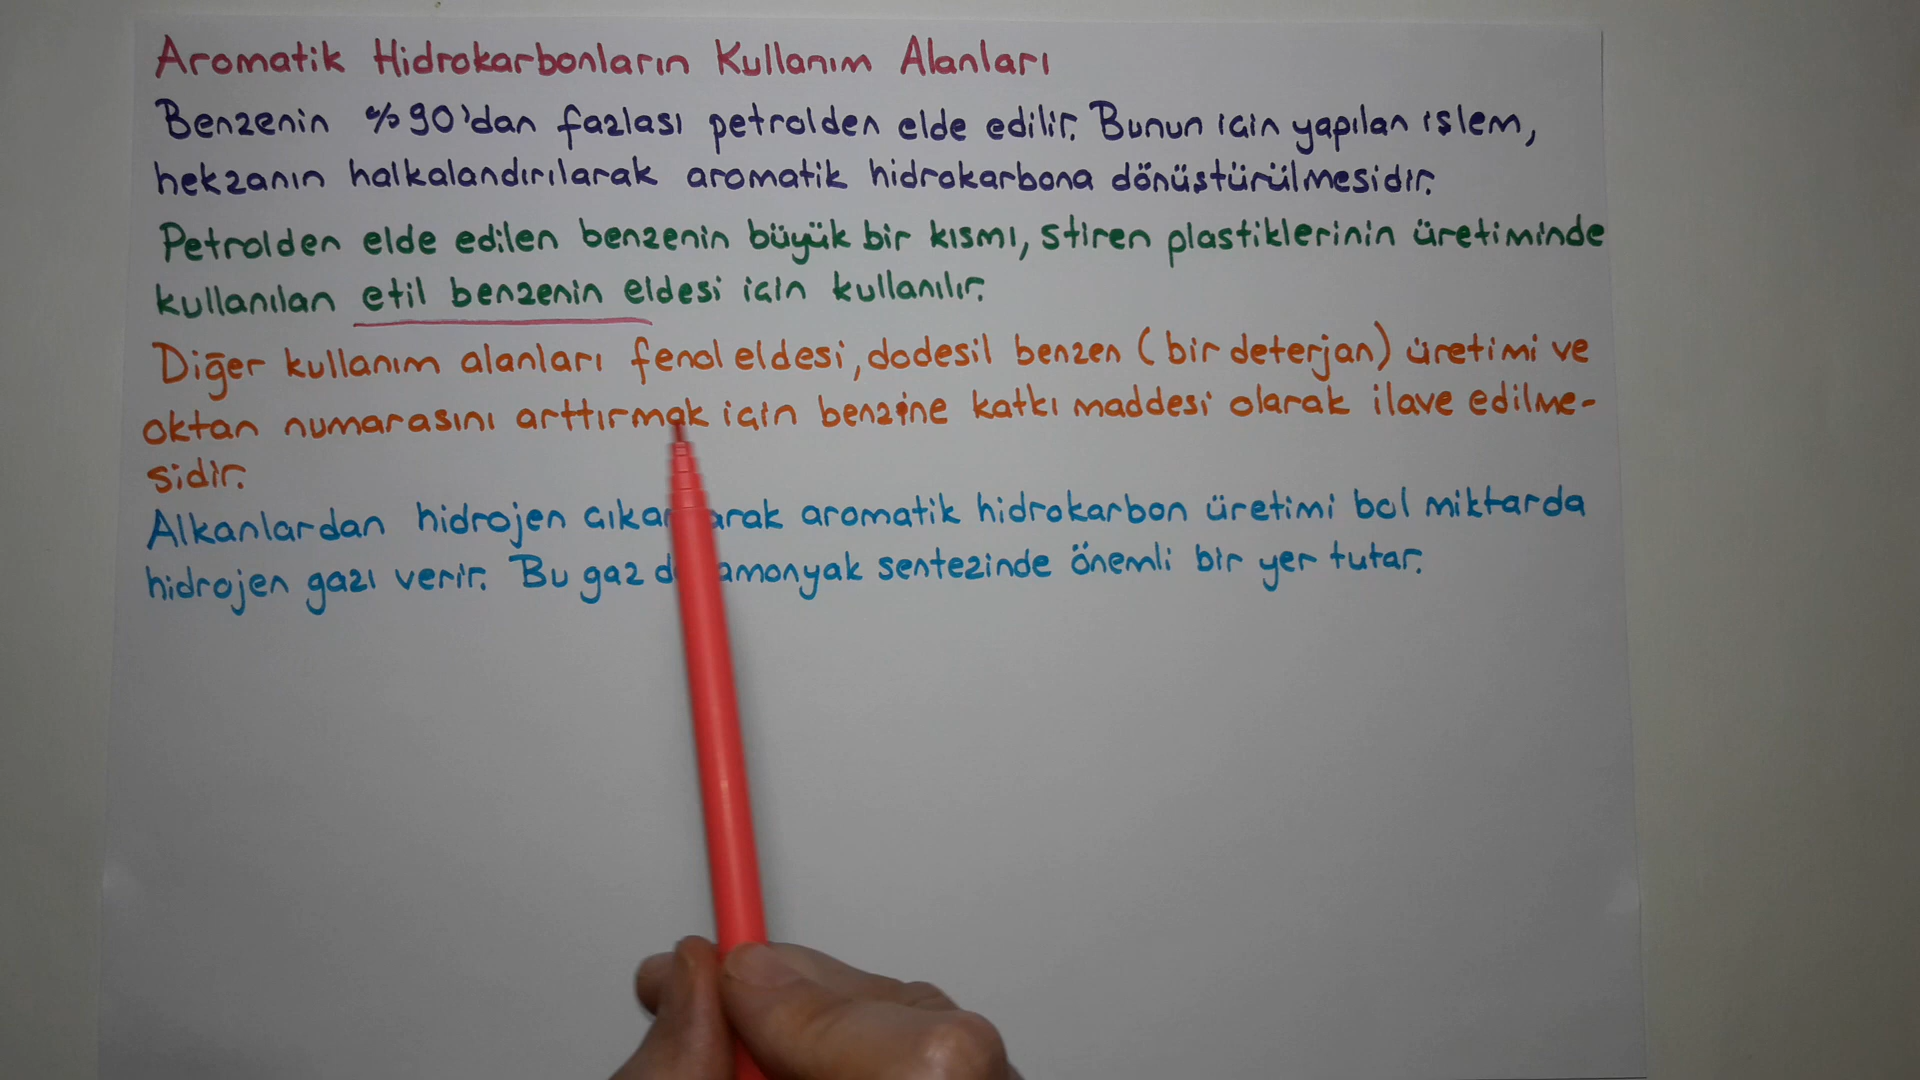 Aromatik Hidrokarbonların Kullanım Alanları
Benzenin %90'dan fazlası petrolden elde edilir. Bunun için yapılan işlem,
hekzanın halkalandırılarak aromatik hidrokarbona dönüştürülmesidir.
Petrolden elde edilen benzenin büyük bir kısmı, stiren plastiklerinin üretiminde
kullanılan etil benzenin eldesi için kullanılır.
Diğer kullanım alanları fenol eldesi, dodesil benzen (bir deterjan) üretimi ve
oktan numarasını arttırmak için benzine katkı maddesi olarak ilave edilme-
sidir.
Alkanlardan hidrojen çıkarılarak aromatik hidrokarbon üretimi bol miktarda
hidrojen gazı verir. Bu gaz da amonyak sentezinde önemli bir yer tutar.